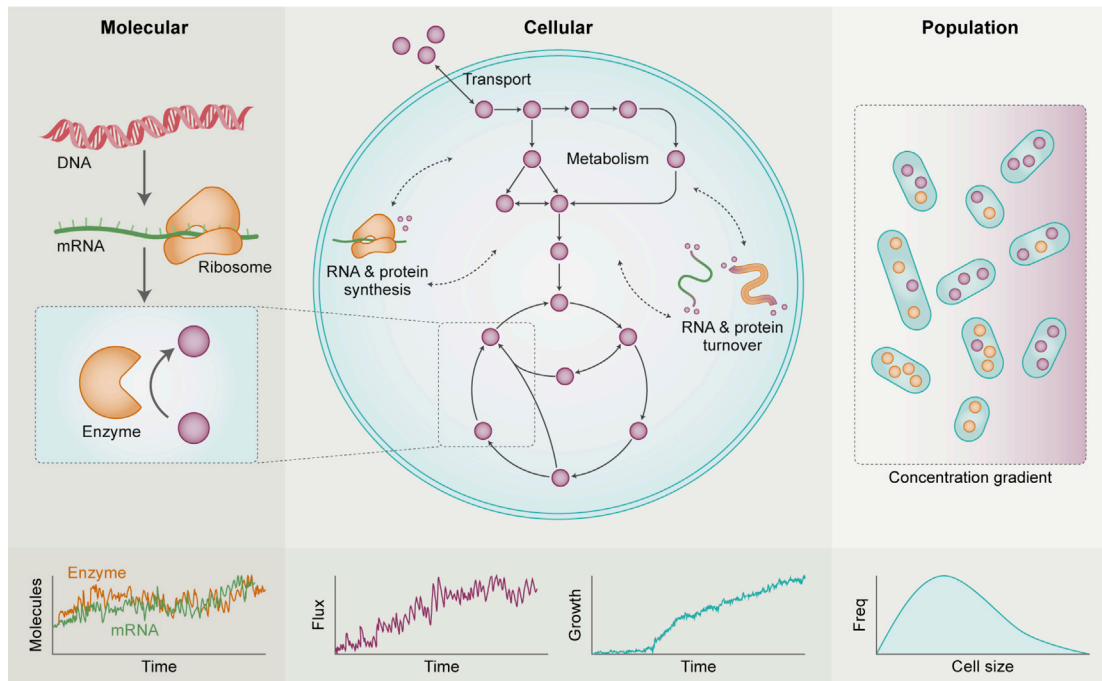 Molecular
Cellular
Population
DNA
mRNA
Ribosome
Enzyme
Transport
Metabolism
RNA & protein
synthesis
RNA & protein
turnover
Concentration gradient
Molecules
Enzyme
mRNA
Time
Flux
Time
Growth
Time
Freq
Cell size